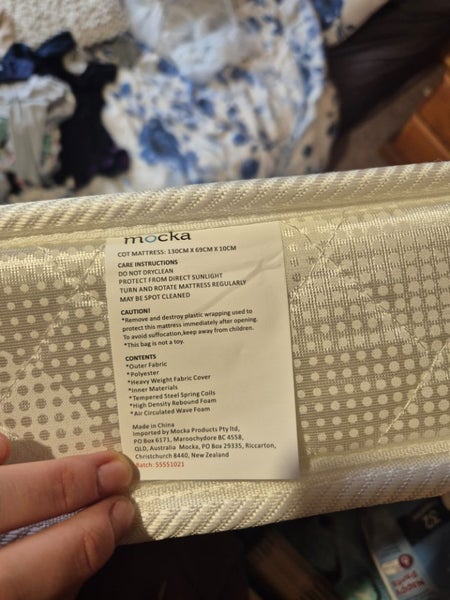 mocka
COT MATTRESS: 130CM X 69CM X 10CM
CARE INSTRUCTIONS
DO NOT DRYCLEAN
PROTECT FROM DIRECT SUNLIGHT
TURN AND ROTATE MATTRESS REGULARLY
MAY BE SPOT CLEANED
CAUTION!
*Remove and destroy plastic wrapping used to
protect this mattress immediately after opening.
To avoid suffocation,keep away from children.
*This bag is not a toy.
CONTENTS
*Outer Fabric
*Polyester
*Heavy Weight Fabric Cover
*Inner Materials
*Tempered Steel Spring Coils
*High Density Rebound Foam
*Air Circulated Wave Foam
Made in China
Imported by Mocka Products Pty ltd,
PO Box 6171, Maroochydore BC 4558,
QLD, Australia Mocka, PO Box 29335, Riccarton,
Christchurch 8440, New Zealand
Batch: 55551021
32